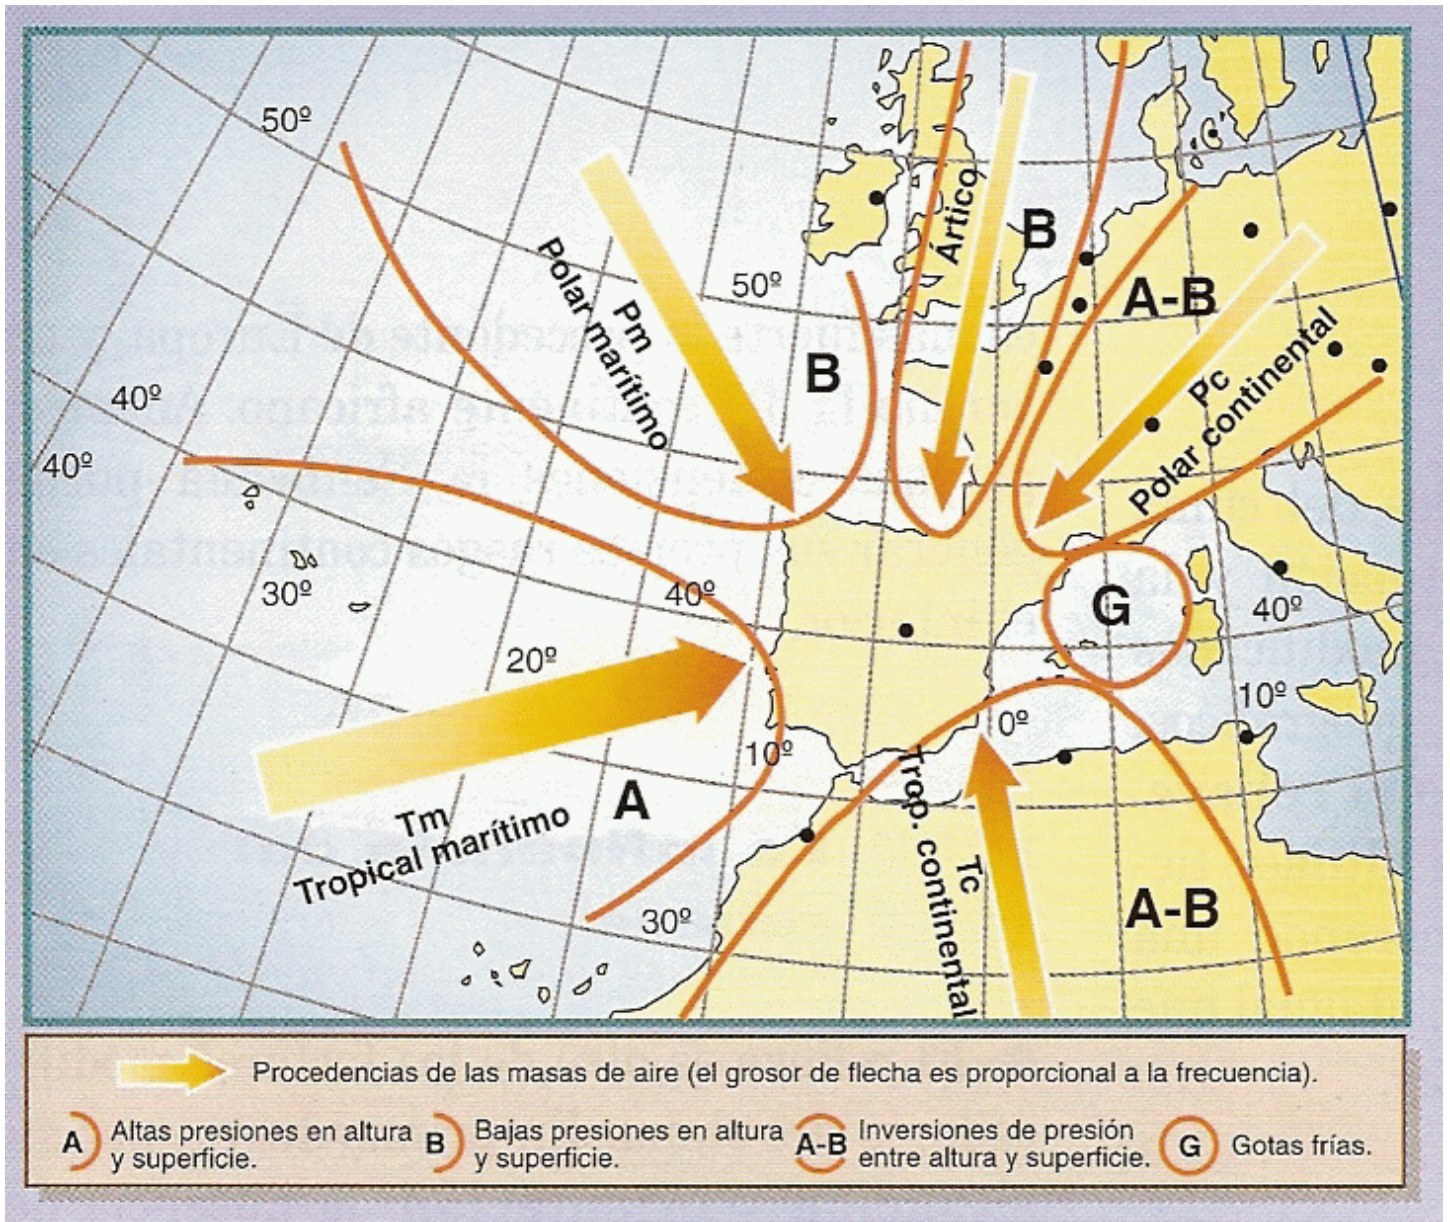 50º
40º
40º
30º
20º
10º
30º
40º
50º
0º
10º
40º
Pm
Polar marítimo
B
Ártico
B
A-B
Pc
Polar continental
G
Tm
Tropical marítimo
A
Tc
Trop. continental
A-B
Procedencias de las masas de aire (el grosor de flecha es proporcional a la frecuencia).
A Altas presiones en altura
y superficie.
B Bajas presiones en altura
y superficie.
A-B Inversiones de presión
entre altura y superficie.
G Gotas frías.